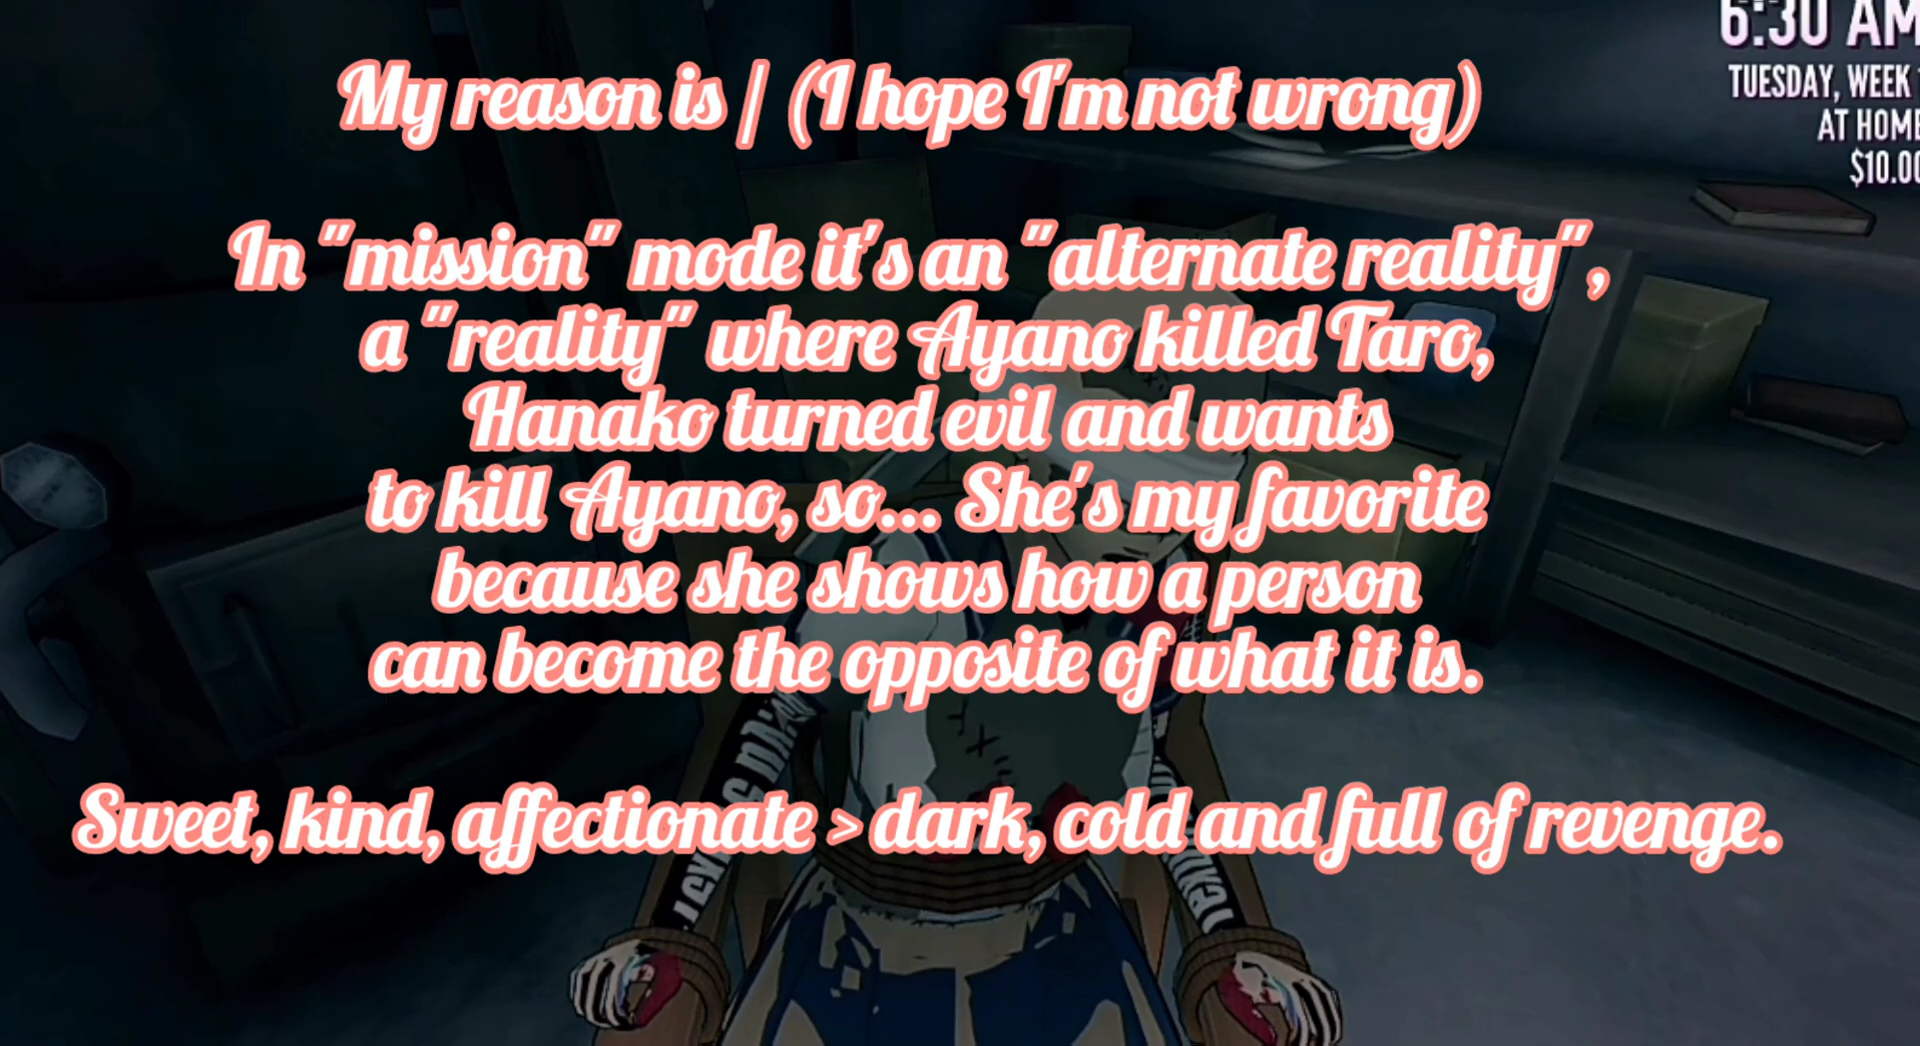 6:30 AM
TUESDAY, WEEK
AT HOME
$10.00
My reason is / (I hope I'm not wrong)
In "mission" mode it's an "alternate reality",
a "reality" where Ayano killed Taro,
Hanako turned evil and wants
to kill Ayano, so... She's my favorite
because she shows how a person
can become the opposite of what it is.
Sweet, kind, affectionate > dark, cold and full of revenge.